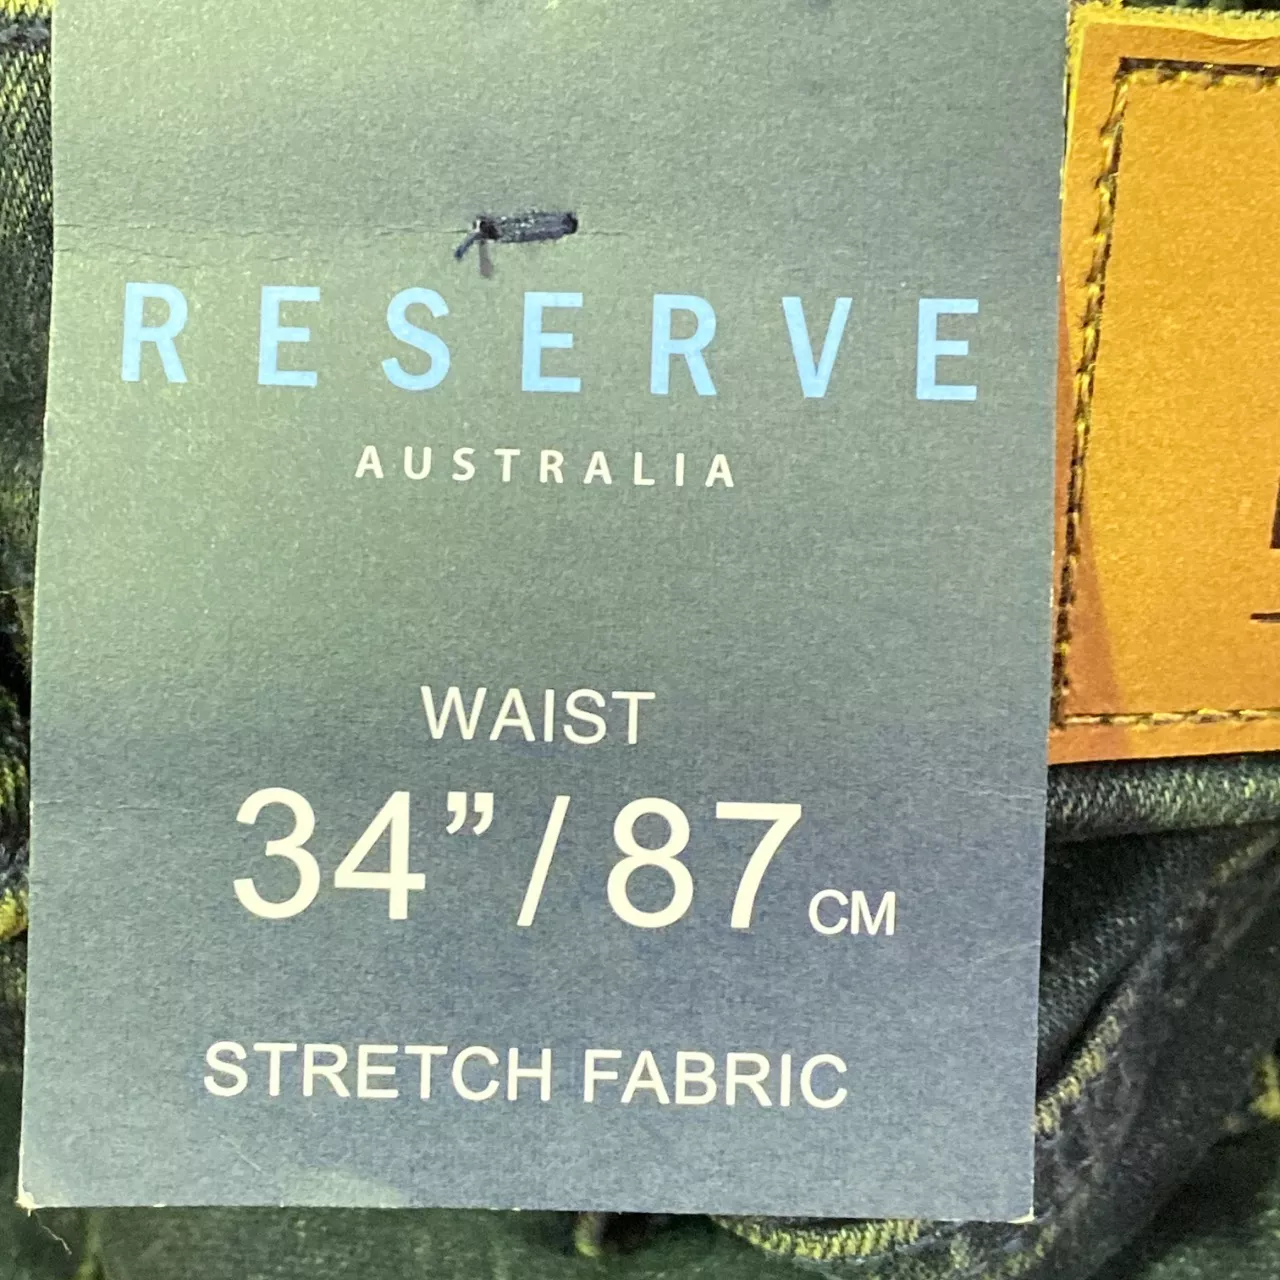 RESERVE
AUSTRALIA
WAIST
34”/87CM
STRETCH FABRIC